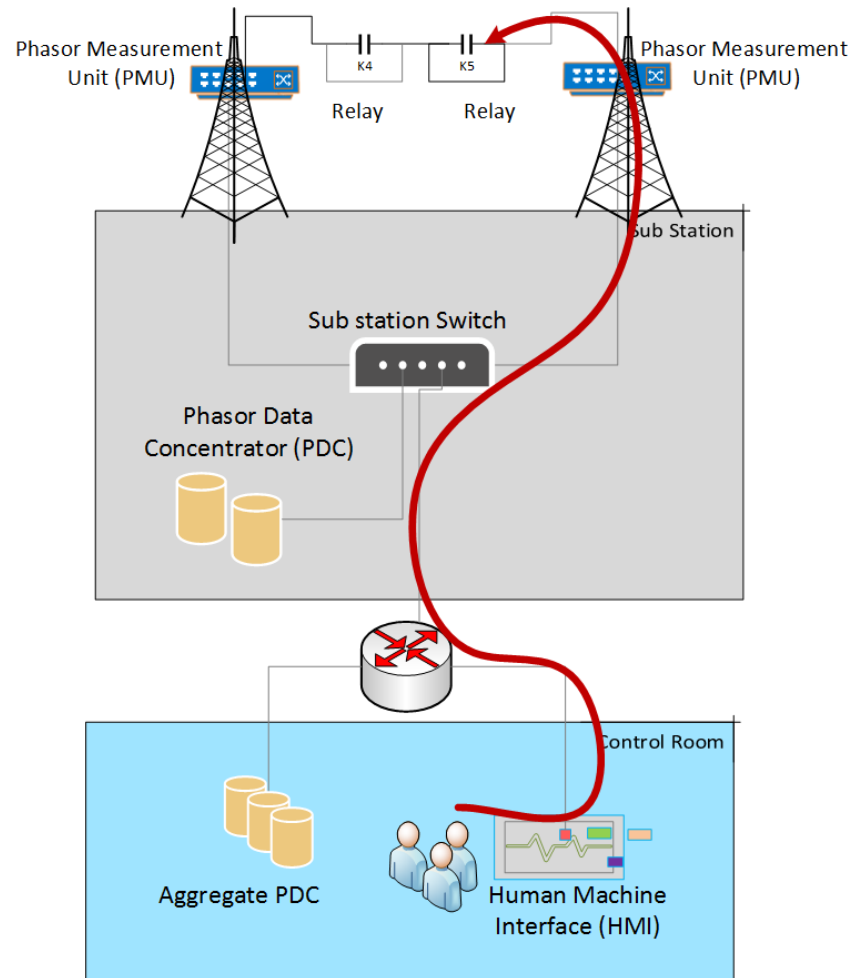 Phasor Measurement
Unit (PMU)
K4
K5
Relay
Relay
Phasor Measurement
Unit (PMU)
Sub Station
Sub station Switch
Phasor Data
Concentrator (PDC)
Control Room
Aggregate PDC
Human Machine
Interface (HMI)